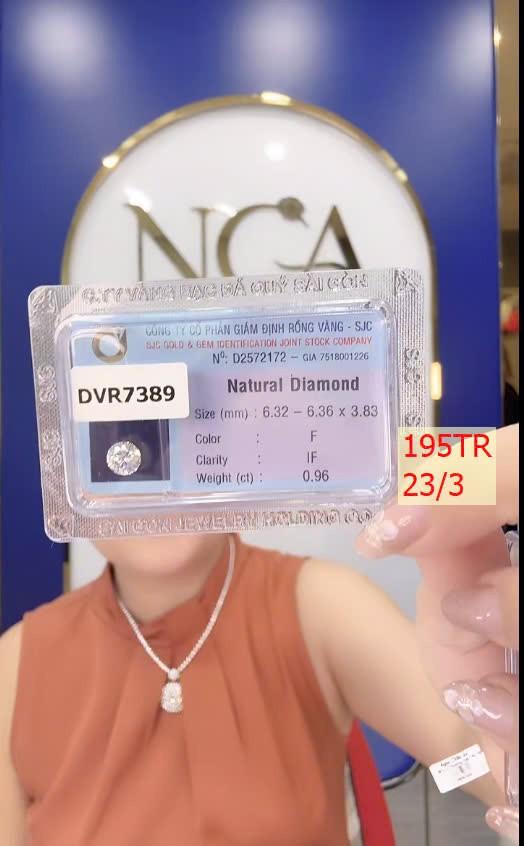 NCA
C.TY VÀNG BẠC ĐÁ QUÝ SÀI GÒN
CÔNG TY CỔ PHẦN GIÁM ĐỊNH RỒNG VÀNG - SJC
SJC GOLD & GEM IDENTIFICATION JOINT STOCK COMPANY
Nº: D2572172 – GIA 7518001226
DVR7389
Natural Diamond
Size (mm) : 6.32 – 6.36 x 3.83
Color : F
Clarity : IF
Weight (ct) : 0.96
SAIGON JEWELRY HOLDING CO
195TR
23/3